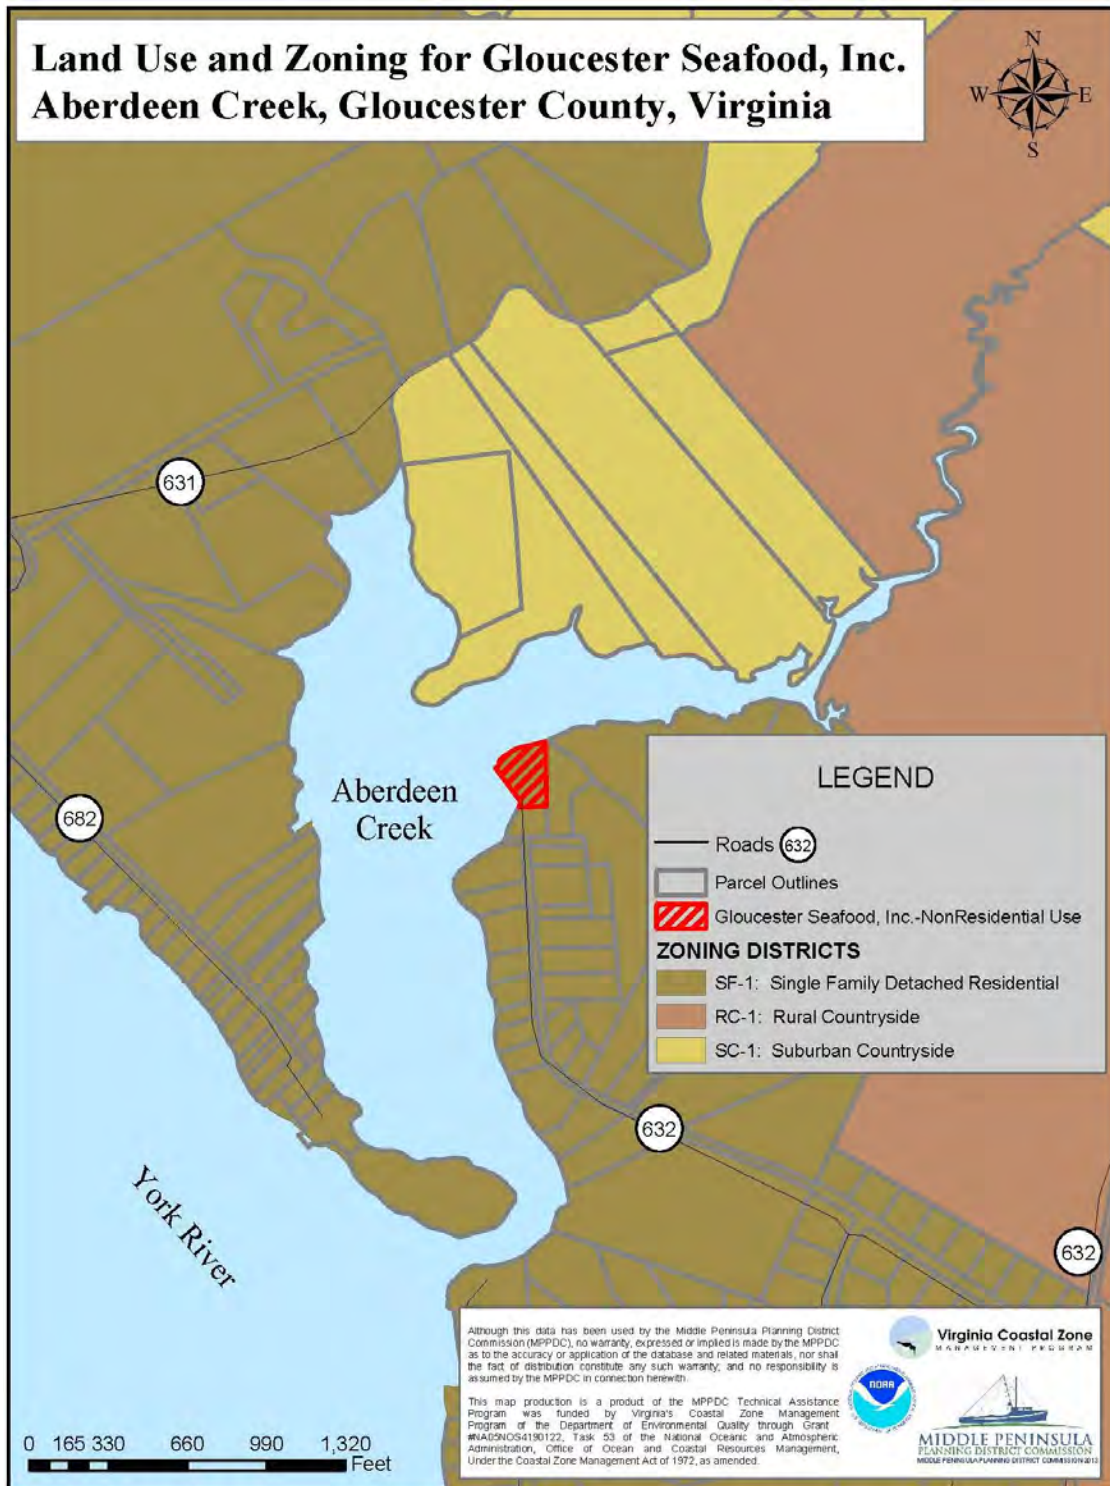 Land Use and Zoning for Gloucester Seafood, Inc.
Aberdeen Creek, Gloucester County, Virginia
N
W E
S
631
682
Aberdeen
Creek
LEGEND
Roads 632
Parcel Outlines
Gloucester Seafood, Inc.-NonResidential Use
ZONING DISTRICTS
SF-1: Single Family Detached Residential
RC-1: Rural Countryside
SC-1: Suburban Countryside
632
York River
632
Although this data has been used by the Middle Peninsula Planning District
Commission (MPPDC), no warranty, expressed or implied is made by the MPPDC
as to the accuracy or application of the database and related materials, nor shall
the fact of distribution constitute any such warranty, and no responsibility is
assumed by the MPPDC in connection herewith.
This map production is a product of the MPPDC Technical Assistance
Program was funded by Virginia's Coastal Zone Management
Program of the Department of Environmental Quality through Grant
#NA05NOS4190122, Task 53 of the National Oceanic and Atmospheric
Administration, Office of Ocean and Coastal Resources Management,
Under the Coastal Zone Management Act of 1972, as amended.
Virginia Coastal Zone
MANAGEMENT PROGRAM
NOAA
MIDDLE PENINSULA
PLANNING DISTRICT COMMISSION
MIDDLE PENINSULA PLANNING DISTRICT COMMISSION 2013
0 165 330 660 990 1,320
Feet